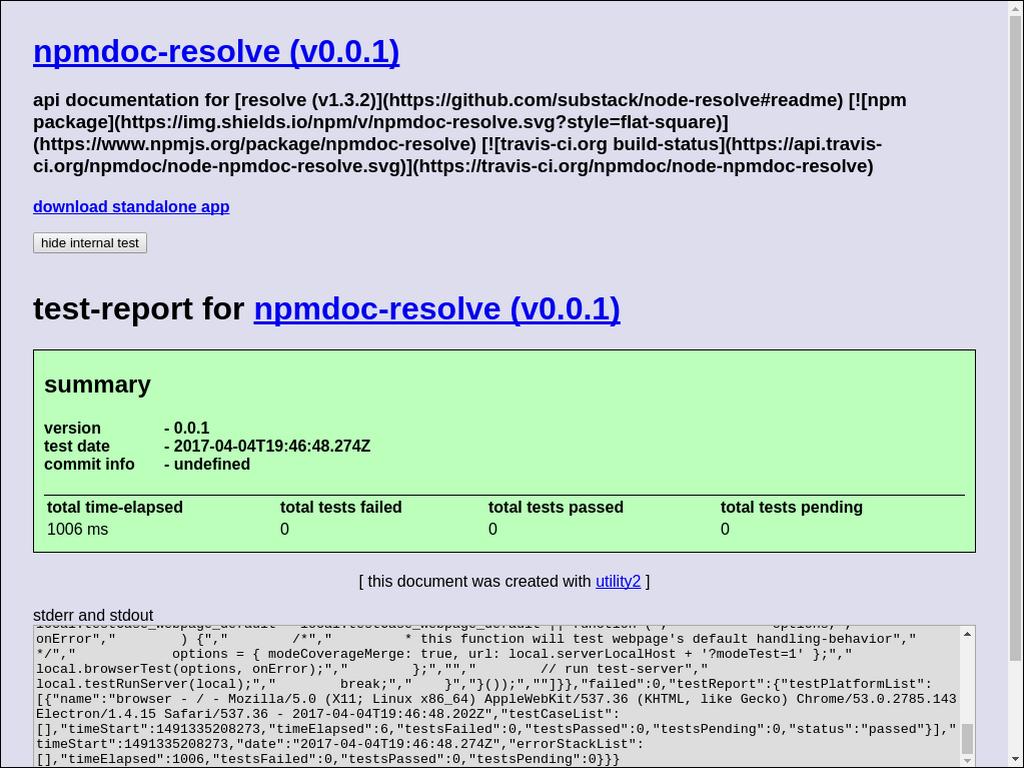 npmdoc-resolve (v0.0.1)
api documentation for [resolve (v1.3.2)](https://github.com/substack/node-resolve#readme) [![npm
package](https://img.shields.io/npm/v/npmdoc-resolve.svg?style=flat-square)]
(https://www.npmjs.org/package/npmdoc-resolve) [![travis-ci.org build-status](https://api.travis-
ci.org/npmdoc/node-npmdoc-resolve.svg)](https://travis-ci.org/npmdoc/node-npmdoc-resolve)
download standalone app
hide internal test
test-report for npmdoc-resolve (v0.0.1)
summary
version - 0.0.1
test date - 2017-04-04T19:46:48.274Z
commit info - undefined
total time-elapsed total tests failed total tests passed total tests pending
1006 ms 0 0 0
[ this document was created with utility2 ]
stderr and stdout
local.testCase_webpage_default = local.testCase_webpage_default || function (","            options,","
onError","        ) {","        /*","         * this function will test webpage's default handling-behavior","
*/","            options = { modeCoverageMerge: true, url: local.serverLocalHost + '?modeTest=1' };","
local.browserTest(options, onError);","        };","","        // run test-server","
local.testRunServer(local);","        break;","    }","}());",""]}},"failed":0,"testReport":{"testPlatformList":
[{"name":"browser - / - Mozilla/5.0 (X11; Linux x86_64) AppleWebKit/537.36 (KHTML, like Gecko) Chrome/53.0.2785.143
Electron/1.4.15 Safari/537.36 - 2017-04-04T19:46:48.202Z","testCaseList":
[],"timeStart":1491335208273,"timeElapsed":6,"testsFailed":0,"testsPassed":0,"testsPending":0,"status":"passed"}],"
timeStart":1491335208273,"date":"2017-04-04T19:46:48.274Z","errorStackList":
[],"timeElapsed":1006,"testsFailed":0,"testsPassed":0,"testsPending":0}}}